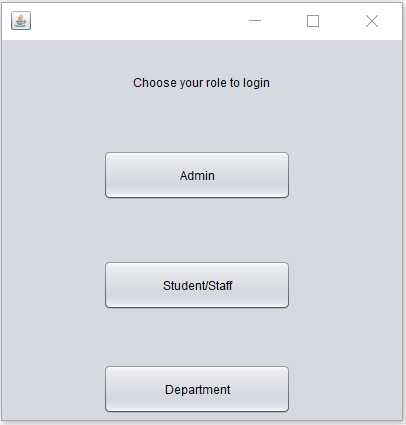 Choose your role to login
Admin
Student/Staff
Department